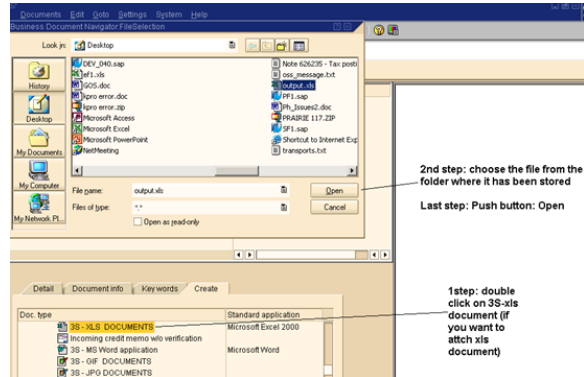 Documents Edit Goto Settings System Help
Business Document Navigator:FileSelection
Look in: Desktop
History
Desktop
My Documents
My Computer
My Network Pl...
DEV_040.sap
ef1.xls
GOS.doc
kpro error.doc
kpro error.zip
Microsoft Access
Microsoft Excel
Microsoft PowerPoint
NetMeeting
Note 626235 - Tax posti
oss_message.txt
output.xls
PF1.sap
Ph_Issues2.doc
PRAIRIE 117.ZIP
SF1.sap
Shortcut to Internet Exp
transports.txt
File name: output.xls Open
Files of type: *.* Cancel
Open as read-only
2nd step: choose the file from the
folder where it has been stored
Last step: Push button: Open
Detail Document info Keywords Create
Doc. type Standard application
3S - XLS DOCUMENTS Microsoft Excel 2000
Incoming credit memo w/o verification
3S - MS Word application Microsoft Word
3S - GIF DOCUMENTS
3S - JPG DOCUMENTS
1step: double
click on 3S-xls
document (if
you want to
attch xls
document)